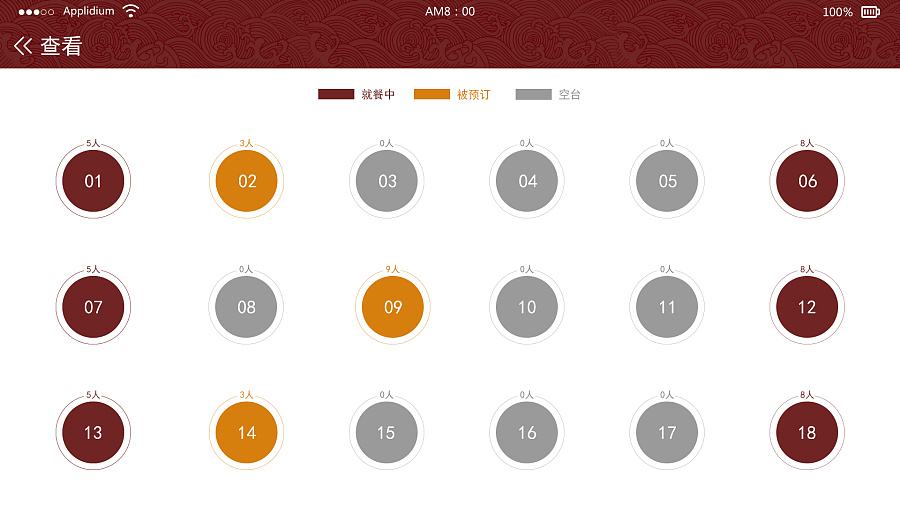 Applidium AM8：00 100%
查看
就餐中 被预订 空台
5人 3人 0人 0人 0人 8人
01 02 03 04 05 06
5人 0人 9人 0人 0人 8人
07 08 09 10 11 12
5人 3人 0人 0人 0人 8人
13 14 15 16 17 18